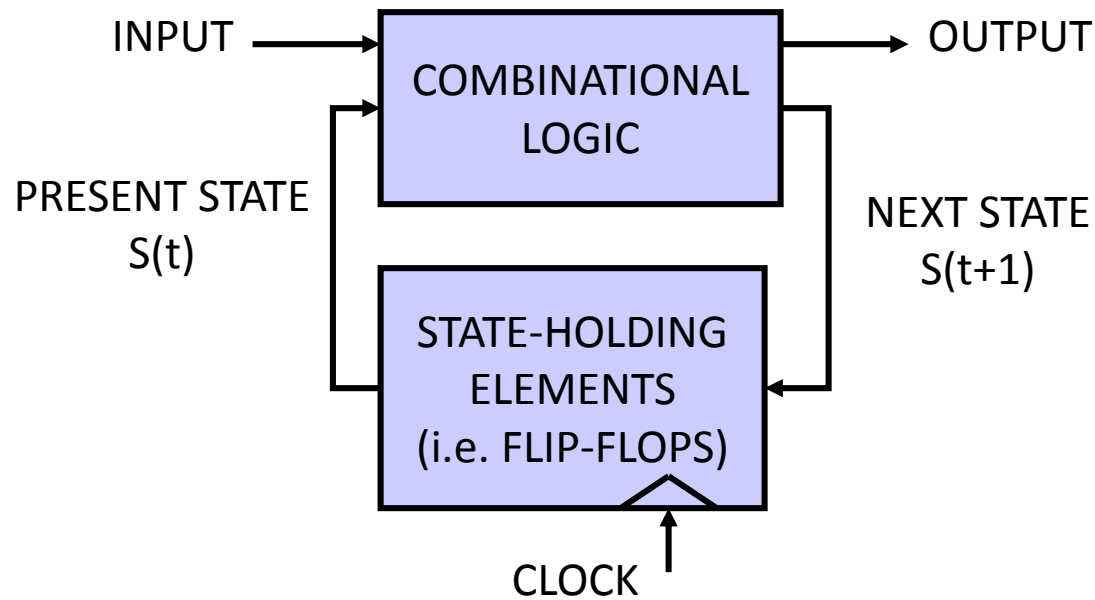 INPUT
OUTPUT
COMBINATIONAL
LOGIC
PRESENT STATE
S(t)
NEXT STATE
S(t+1)
STATE-HOLDING
ELEMENTS
(i.e. FLIP-FLOPS)
CLOCK